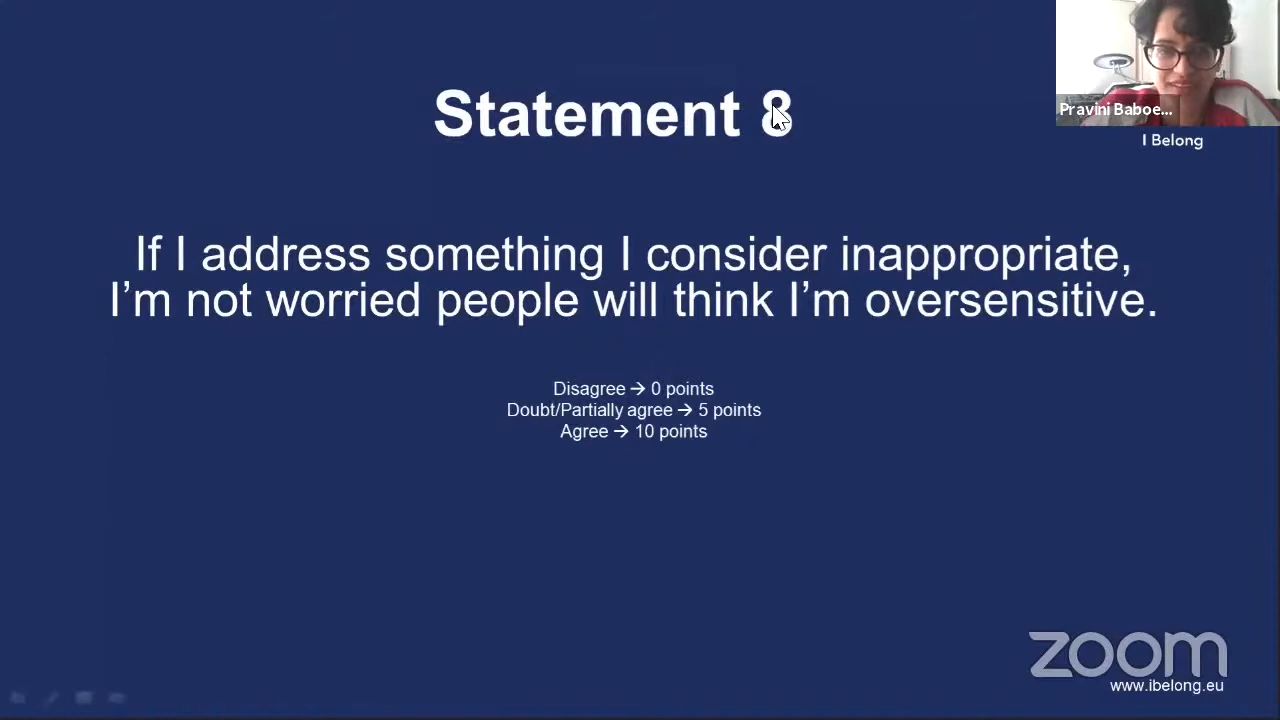 Statement 8
Pravini Baboe...
I Belong
If I address something I consider inappropriate,
I'm not worried people will think I'm oversensitive.
Disagree → 0 points
Doubt/Partially agree → 5 points
Agree → 10 points
zoom
www.ibelong.eu